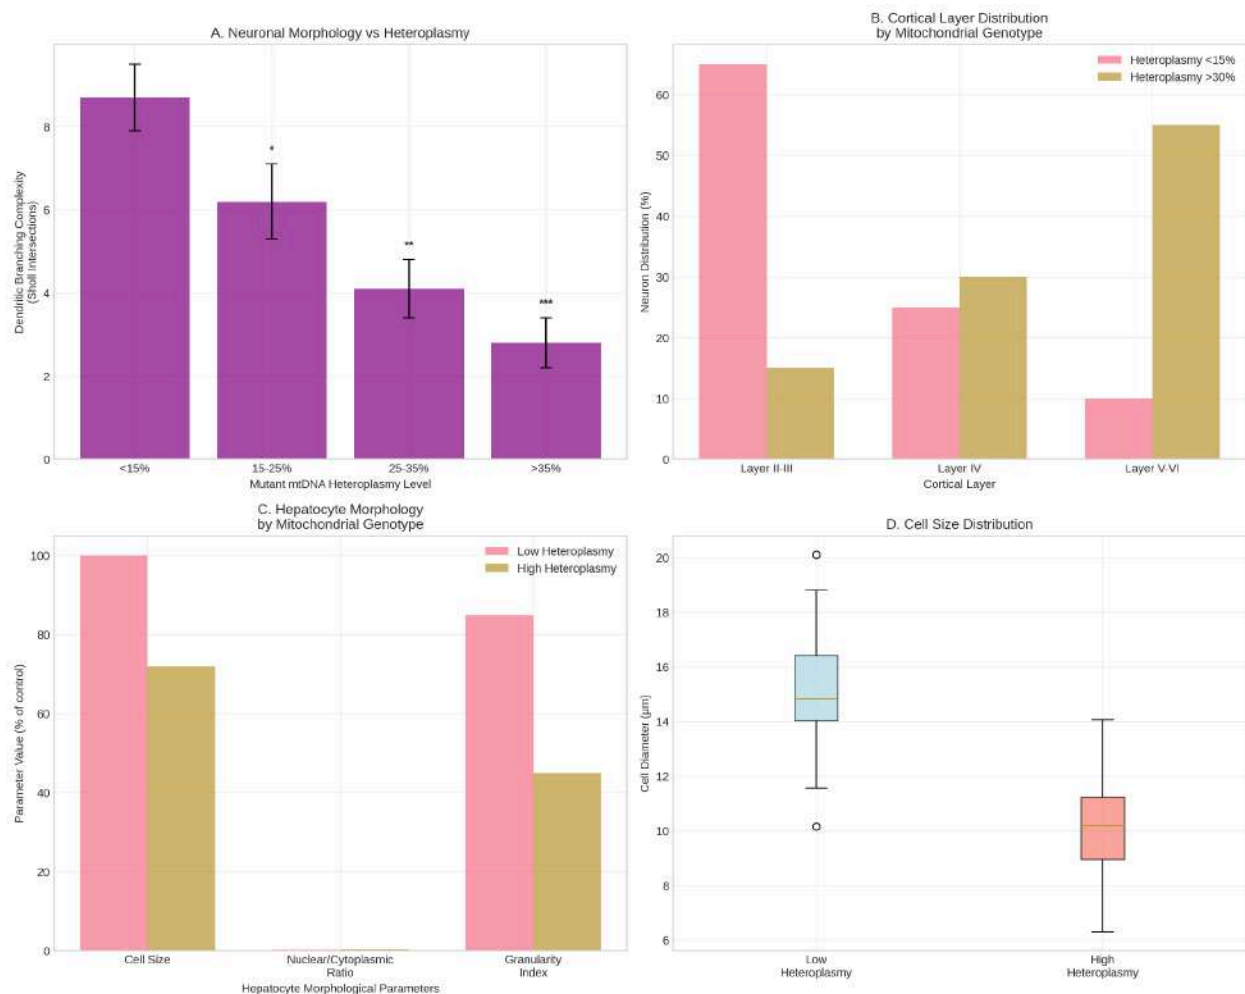 A. Neuronal Morphology vs Heteroplasmy
Dendritic Branching Complexity
(Sholl Intersections)
8
6
4
2
0
*
**
***
<15%
15-25%
25-35%
>35%
Mutant mtDNA Heteroplasmy Level
B. Cortical Layer Distribution
by Mitochondrial Genotype
Heteroplasmy <15%
Heteroplasmy >30%
Neuron Distribution (%)
60
50
40
30
20
10
0
Layer II-III
Layer IV
Layer V-VI
Cortical Layer
C. Hepatocyte Morphology
by Mitochondrial Genotype
Low Heteroplasmy
High Heteroplasmy
Parameter Value (% of control)
100
80
60
40
20
0
Cell Size
Nuclear/Cytoplasmic
Ratio
Granularity
Index
Hepatocyte Morphological Parameters
D. Cell Size Distribution
Cell Diameter (µm)
20
18
16
14
12
10
8
6
Low
Heteroplasmy
High
Heteroplasmy